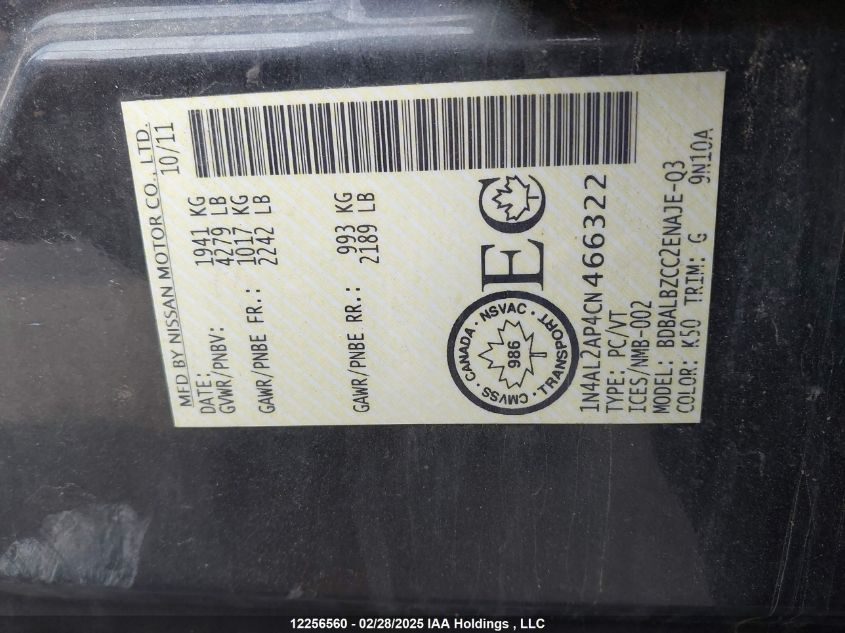 MFD BY NISSAN MOTOR CO., LTD.
DATE: 10/11
GVWR/PNBV: 1941 KG
4279 LB
GAWR/PNBE FR.: 1017 KG
2242 LB
GAWR/PNBE RR.: 993 KG
2189 LB
CANADA · NSVAC · TRANSPORT · CMVSS ·
986
EC
1N4AL2AP4CN466322
TYPE: PC/VT
ICES/NMB-002
MODEL: BDBALBZCC2ENAJE-Q3
COLOR: K50 TRIM: G 9N10A
12256560 - 02/28/2025 IAA Holdings , LLC